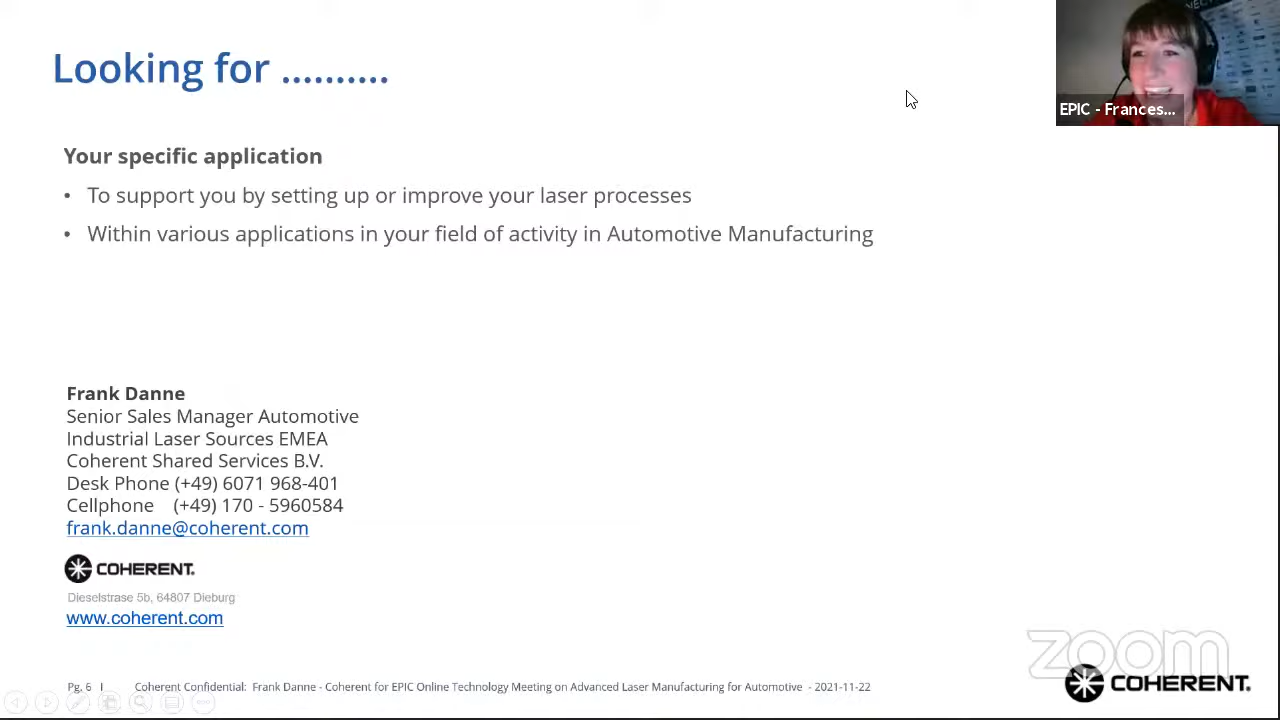 Looking for ..........
EPIC - Frances...
Your specific application
• To support you by setting up or improve your laser processes
• Within various applications in your field of activity in Automotive Manufacturing
Frank Danne
Senior Sales Manager Automotive
Industrial Laser Sources EMEA
Coherent Shared Services B.V.
Desk Phone (+49) 6071 968-401
Cellphone (+49) 170 - 5960584
frank.danne@coherent.com
COHERENT.
Dieselstrase 5b, 64807 Dieburg
www.coherent.com
zoom
COHERENT.
Pg, 6 I Coherent Confidential: Frank Danne - Coherent for EPIC Online Technology Meeting on Advanced Laser Manufacturing for Automotive - 2021-11-22